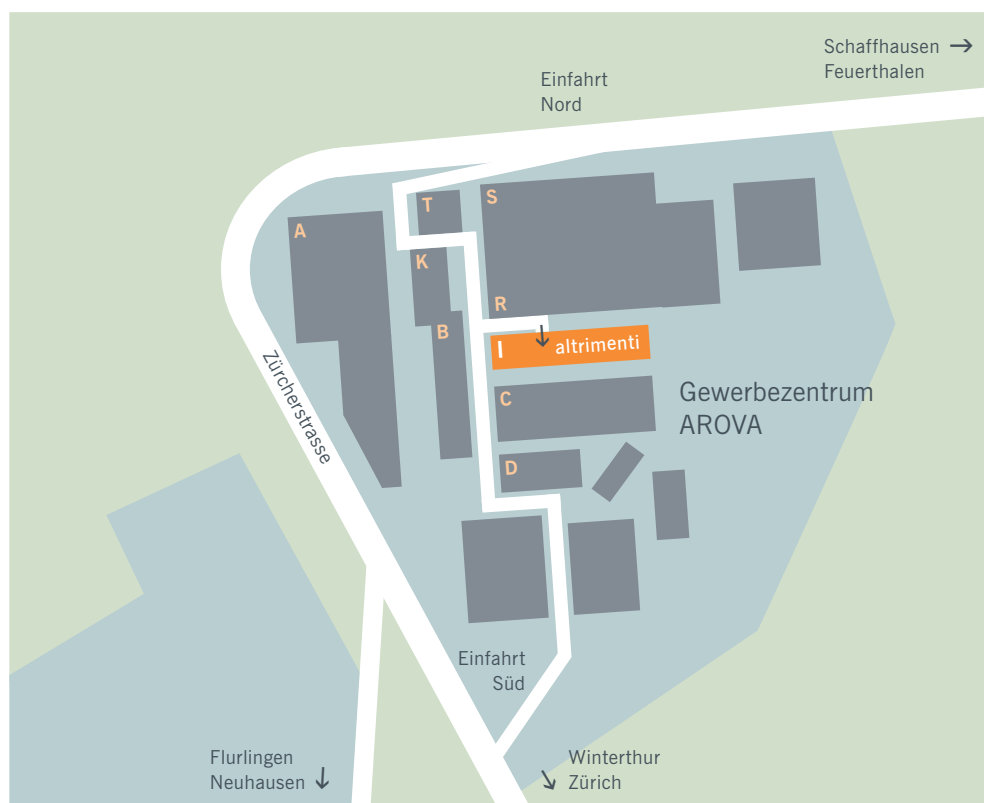 Schaffhausen
Feuerthalen
Einfahrt
Nord
T
S
A
K
R
B
I altrimenti
Zürcherstrasse
C
Gewerbezentrum
AROVA
D
Einfahrt
Süd
Flurlingen
Neuhausen
Winterthur
Zürich